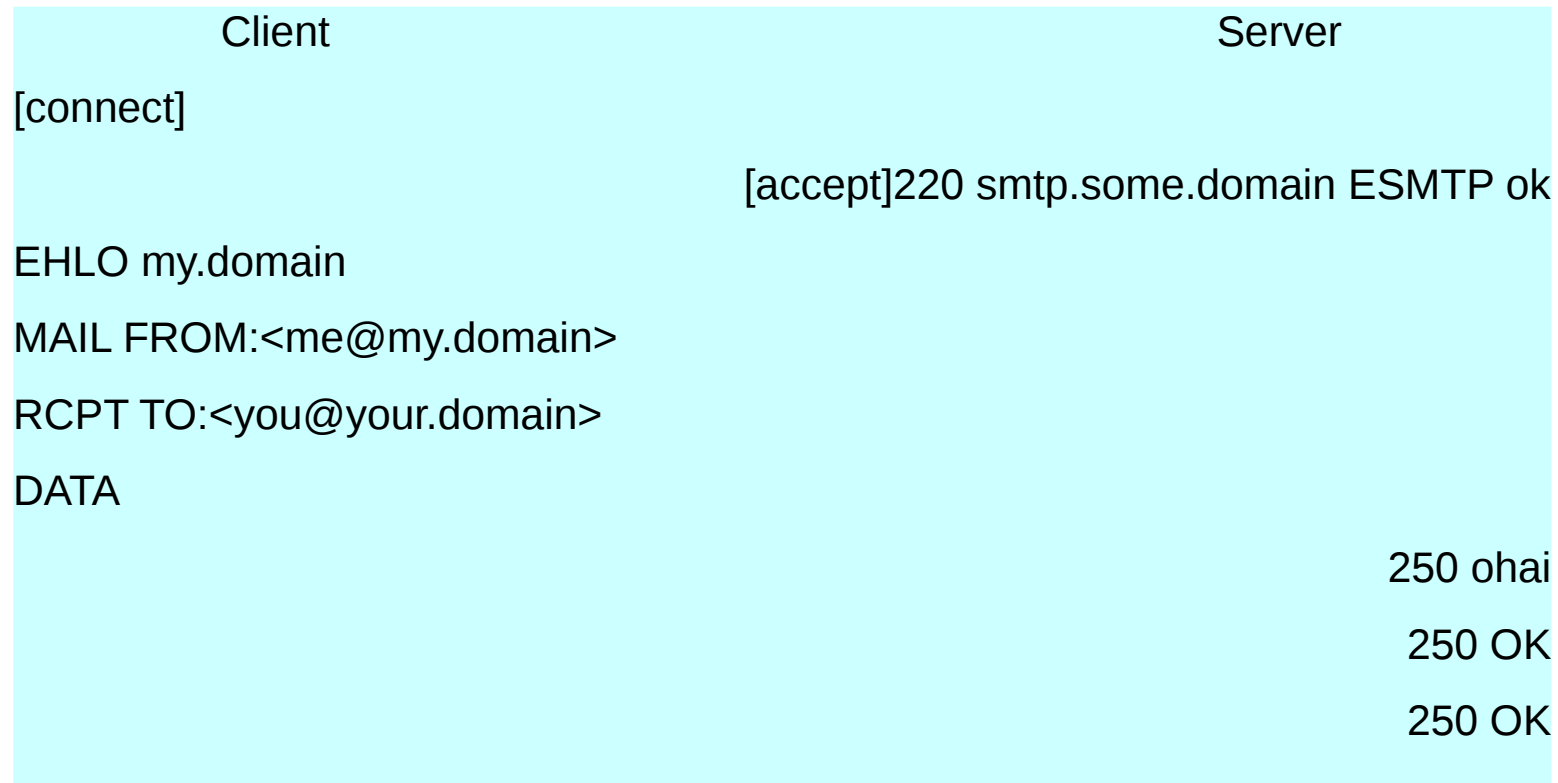 Client Server
[connect]
[accept]220 smtp.some.domain ESMTP ok
EHLO my.domain
MAIL FROM:<me@my.domain>
RCPT TO:<you@your.domain>
DATA
250 ohai
250 OK
250 OK